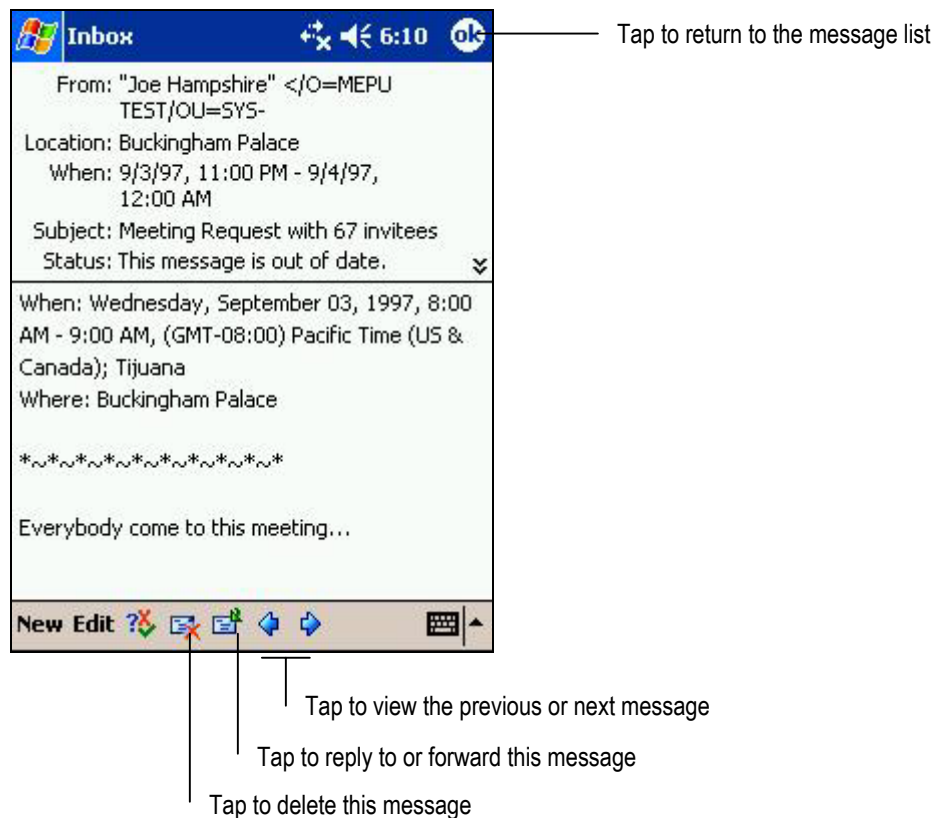 Inbox 6:10 ok
Tap to return to the message list
From: "Joe Hampshire" </O=MEPU
TEST/OU=SYS-
Location: Buckingham Palace
When: 9/3/97, 11:00 PM - 9/4/97,
12:00 AM
Subject: Meeting Request with 67 invitees
Status: This message is out of date.
When: Wednesday, September 03, 1997, 8:00
AM - 9:00 AM, (GMT-08:00) Pacific Time (US &
Canada); Tijuana
Where: Buckingham Palace
*~*~*~*~*~*~*~*~*~*
Everybody come to this meeting...
New Edit
Tap to view the previous or next message
Tap to reply to or forward this message
Tap to delete this message